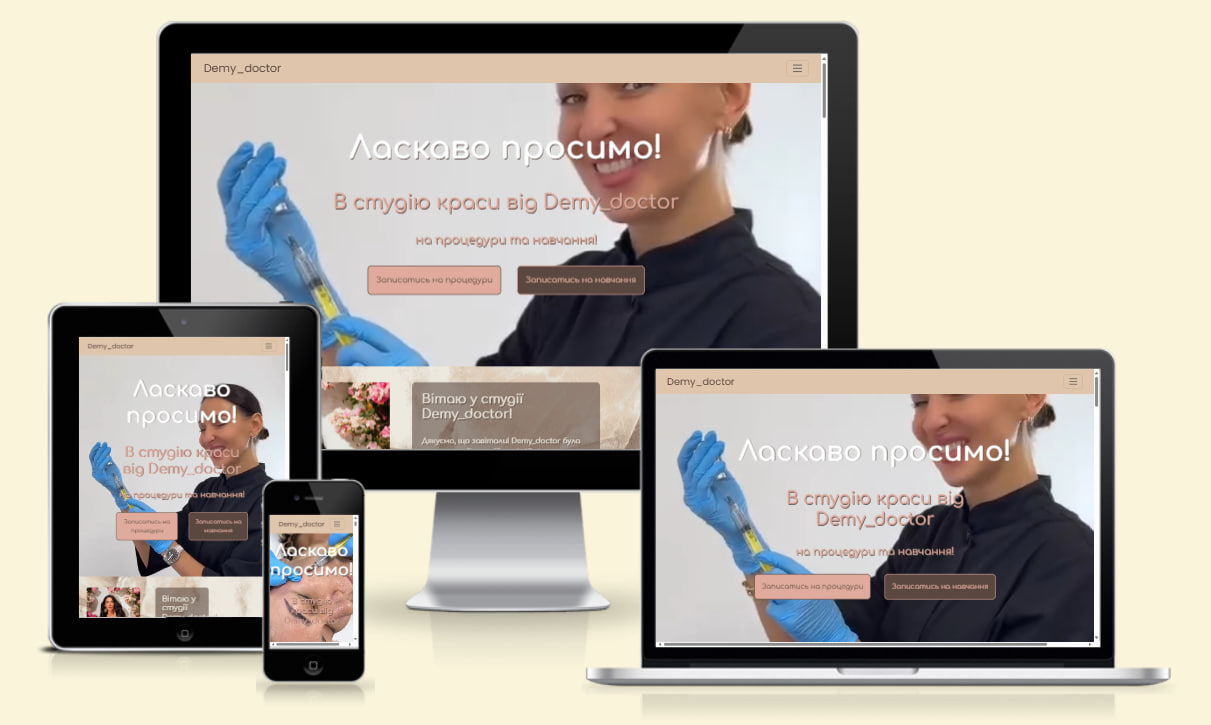 Demy_doctor
Ласкаво просимо!
В студію краси від Demy_doctor
на процедури та навчання!
Записатись на процедури
Записатись на навчання
Вітаю у студії
Demy_doctor!
Дякуємо, що завітали! Demy_doctor була
Demy_doctor
Ласкаво
просимо!
В студію краси
від Demy_doctor
на процедури та навчання!
Записатись на
процедури
Записатись на
навчання
Вітаю у
студії
Demy_doctor
Ласкаво
просимо!
В студію
краси від
Demy_doctor
Ласкаво просимо!
В студію краси від
Demy_doctor
на процедури та навчання!
Записатись на процедури
Записатись на навчання